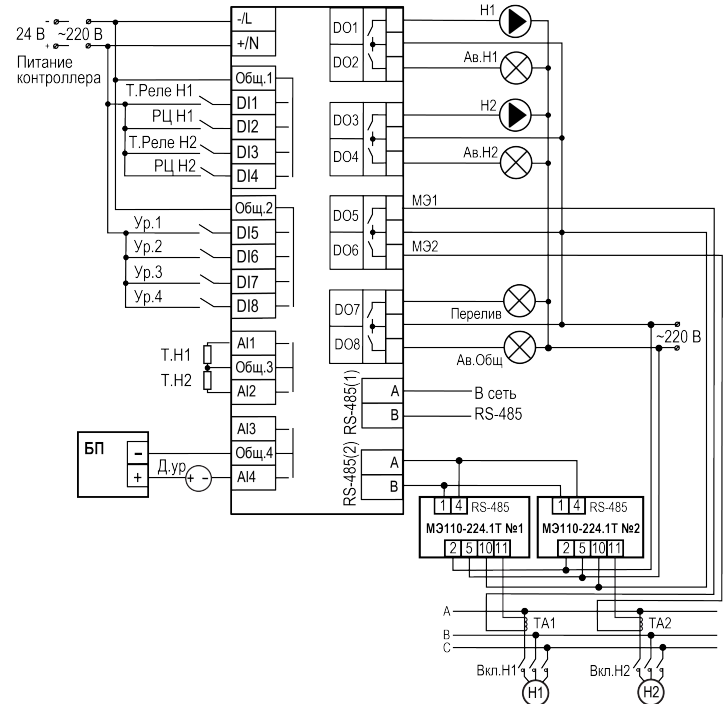 - -/L
24 В ~220 В
+ +/N
Питание
контроллера
Общ.1
Т.Реле Н1 DI1
РЦ Н1 DI2
Т.Реле Н2 DI3
РЦ Н2 DI4
Общ.2
Ур.1 DI5
Ур.2 DI6
Ур.3 DI7
Ур.4 DI8
Т.Н1 AI1
Общ.3
Т.Н2 AI2
AI3
БП - Общ.4
+ Д.ур + - AI4
DO1 Н1
DO2 Ав.Н1
DO3 Н2
DO4 Ав.Н2
DO5 МЭ1
DO6 МЭ2
DO7 Перелив
DO8 Ав.Общ
~220 В
RS-485(1) A В сеть
B RS-485
RS-485(2) A
B
1 4 RS-485 1 4 RS-485
МЭ110-224.1Т №1 МЭ110-224.1Т №2
2 5 10 11 2 5 10 11
А ТА1 ТА2
В
С
Вкл.Н1 Вкл.Н2
Н1 Н2